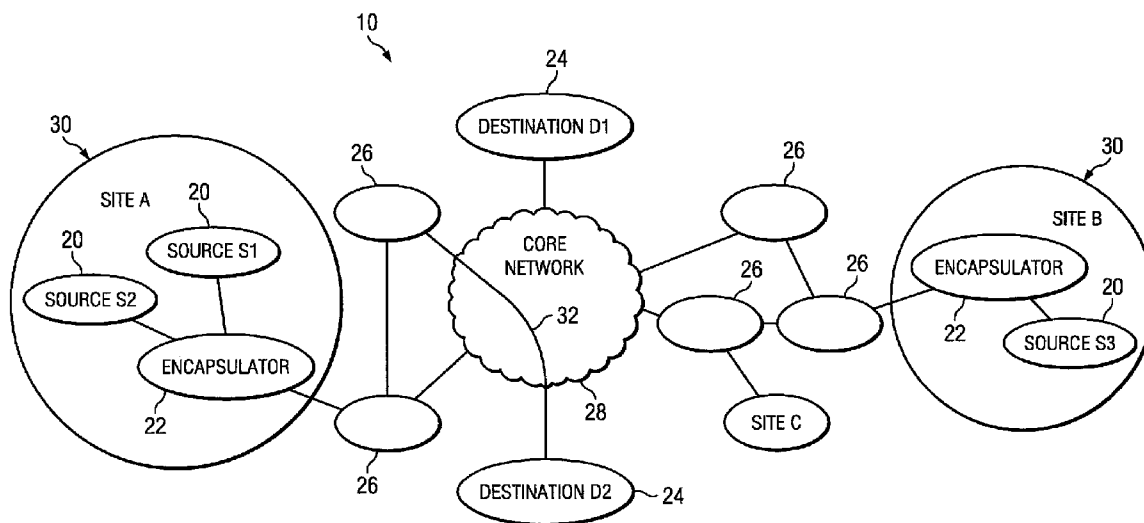 10
24
DESTINATION D1
30
SITE A
20
SOURCE S1
20
SOURCE S2
ENCAPSULATOR
22
26
26
CORE
NETWORK
32
28
DESTINATION D2
24
26
26
26
SITE C
30
SITE B
ENCAPSULATOR
22
20
SOURCE S3